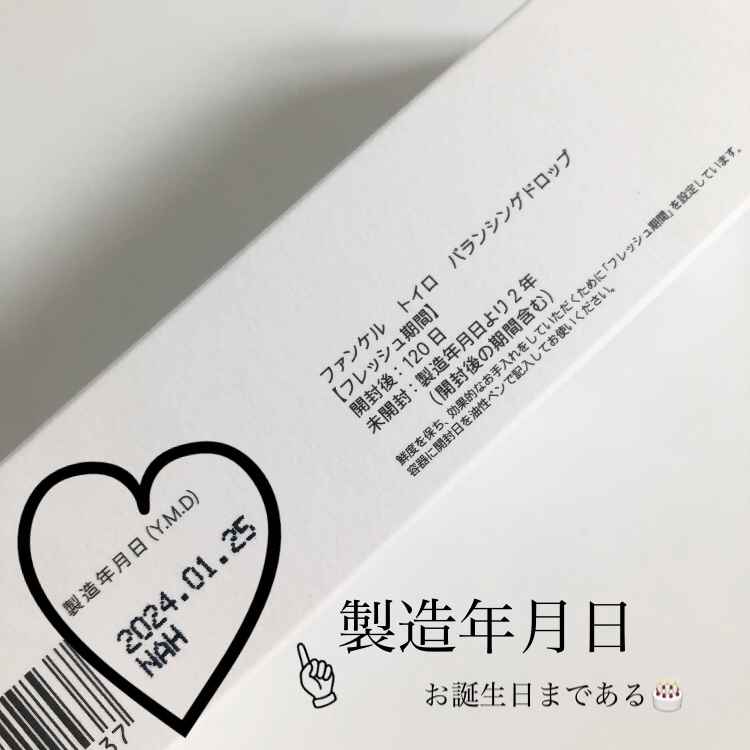 ファンケル　トイロ　バランシングドロップ
【フレッシュ期間】
開封後：120日
未開封：製造年月日より2年
（開封後の期間含む）
鮮度を保ち、効果的なお手入れをしていただくために「フレッシュ期間」を設定しています。
容器に開封日を油性ペンで記入してお使いください。
製造年月日(Y.M.D)
2024.01.25
NAH
37
製造年月日
お誕生日まである🎂